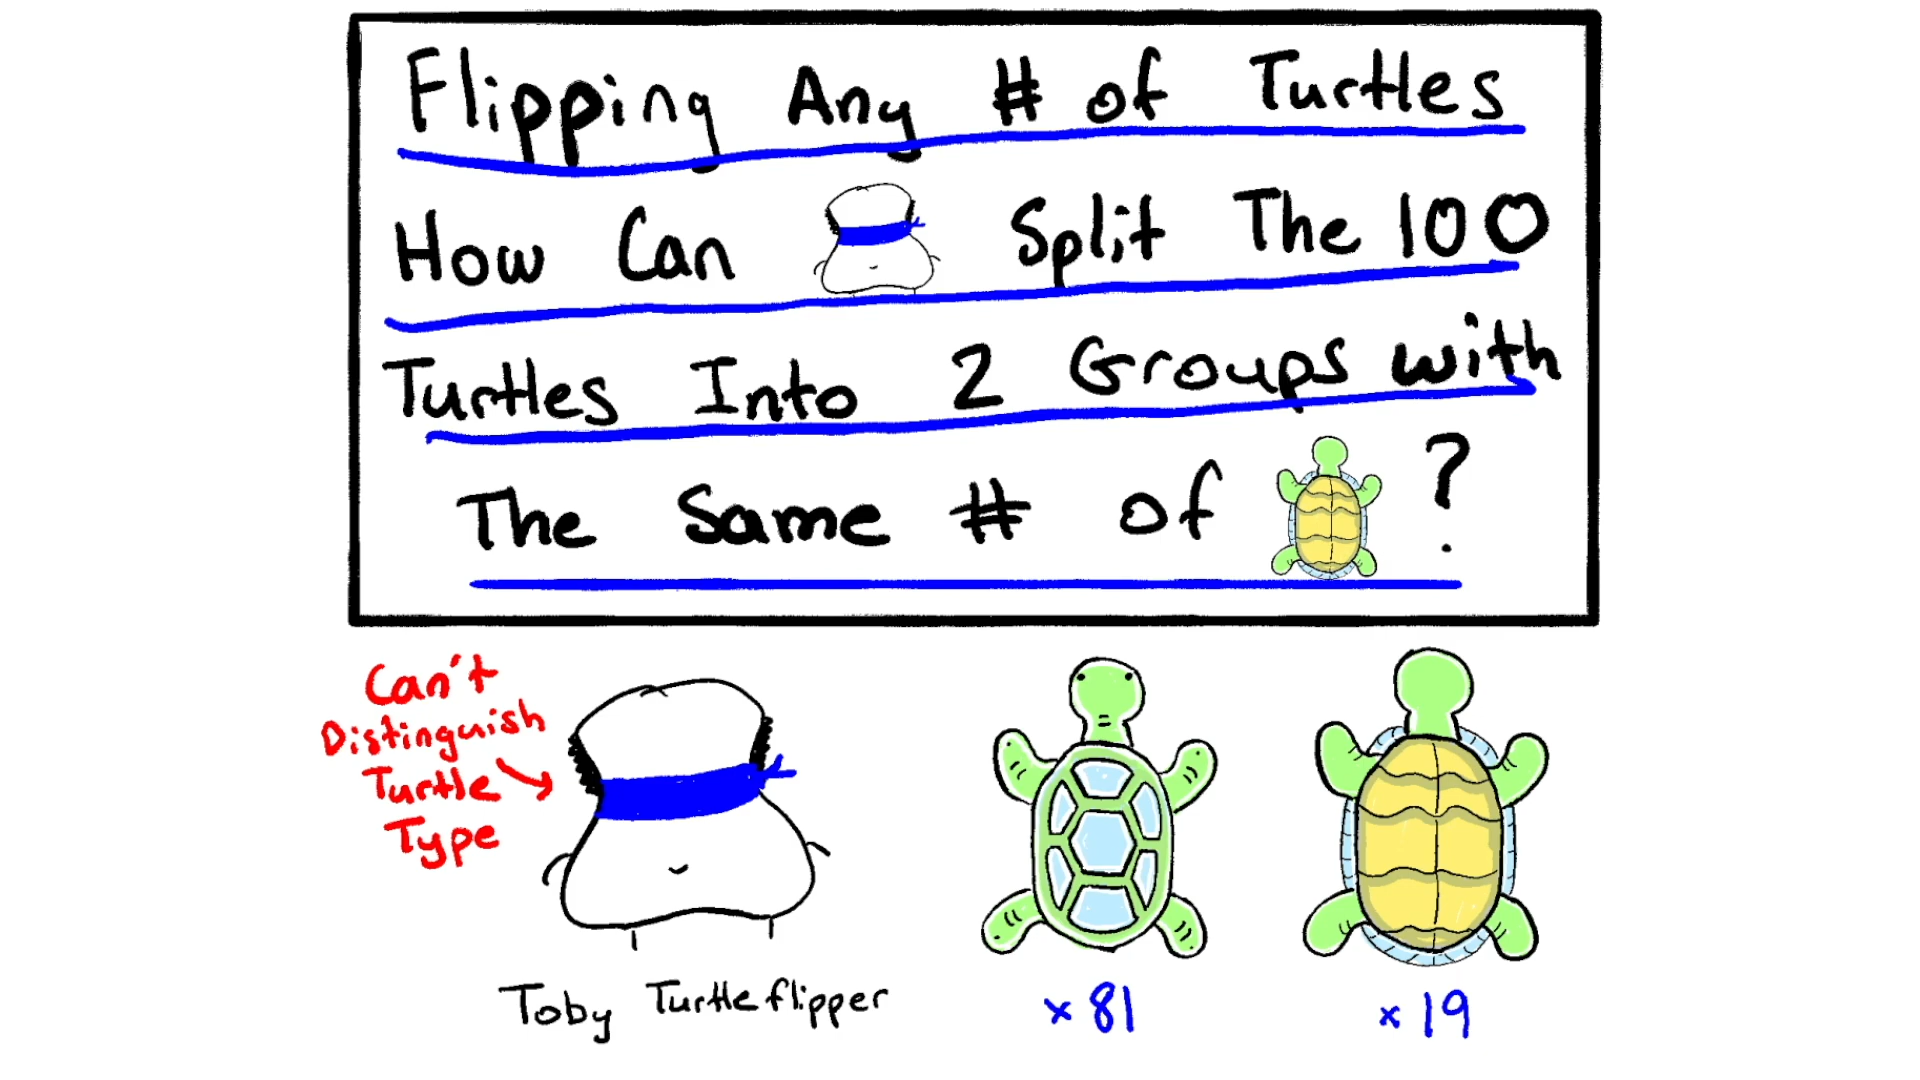 Flipping Any # of Turtles
How Can Split The 100
Turtles Into 2 Groups with
The Same # of ?
Can't
Distinguish
Turtle
Type
Toby Turtleflipper
x 81
x 19